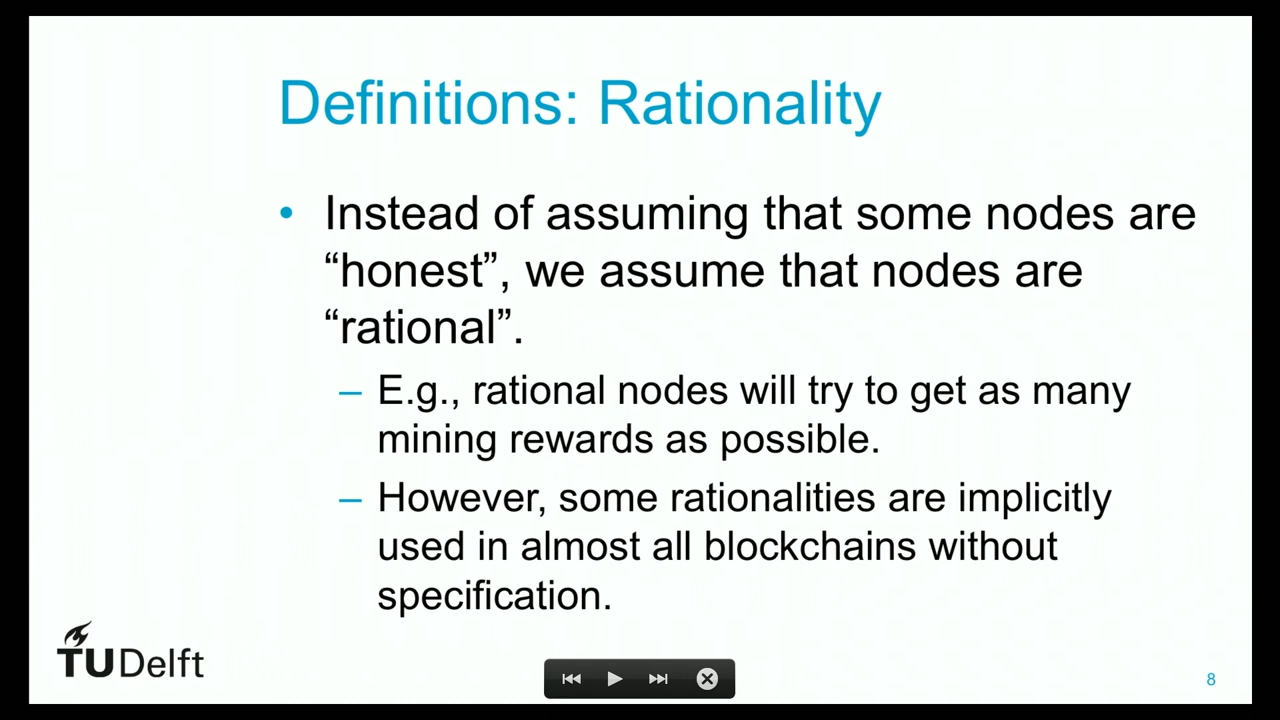 Definitions: Rationality
• Instead of assuming that some nodes are
“honest”, we assume that nodes are
“rational”.
– E.g., rational nodes will try to get as many
mining rewards as possible.
– However, some rationalities are implicitly
used in almost all blockchains without
specification.
TUDelft
8